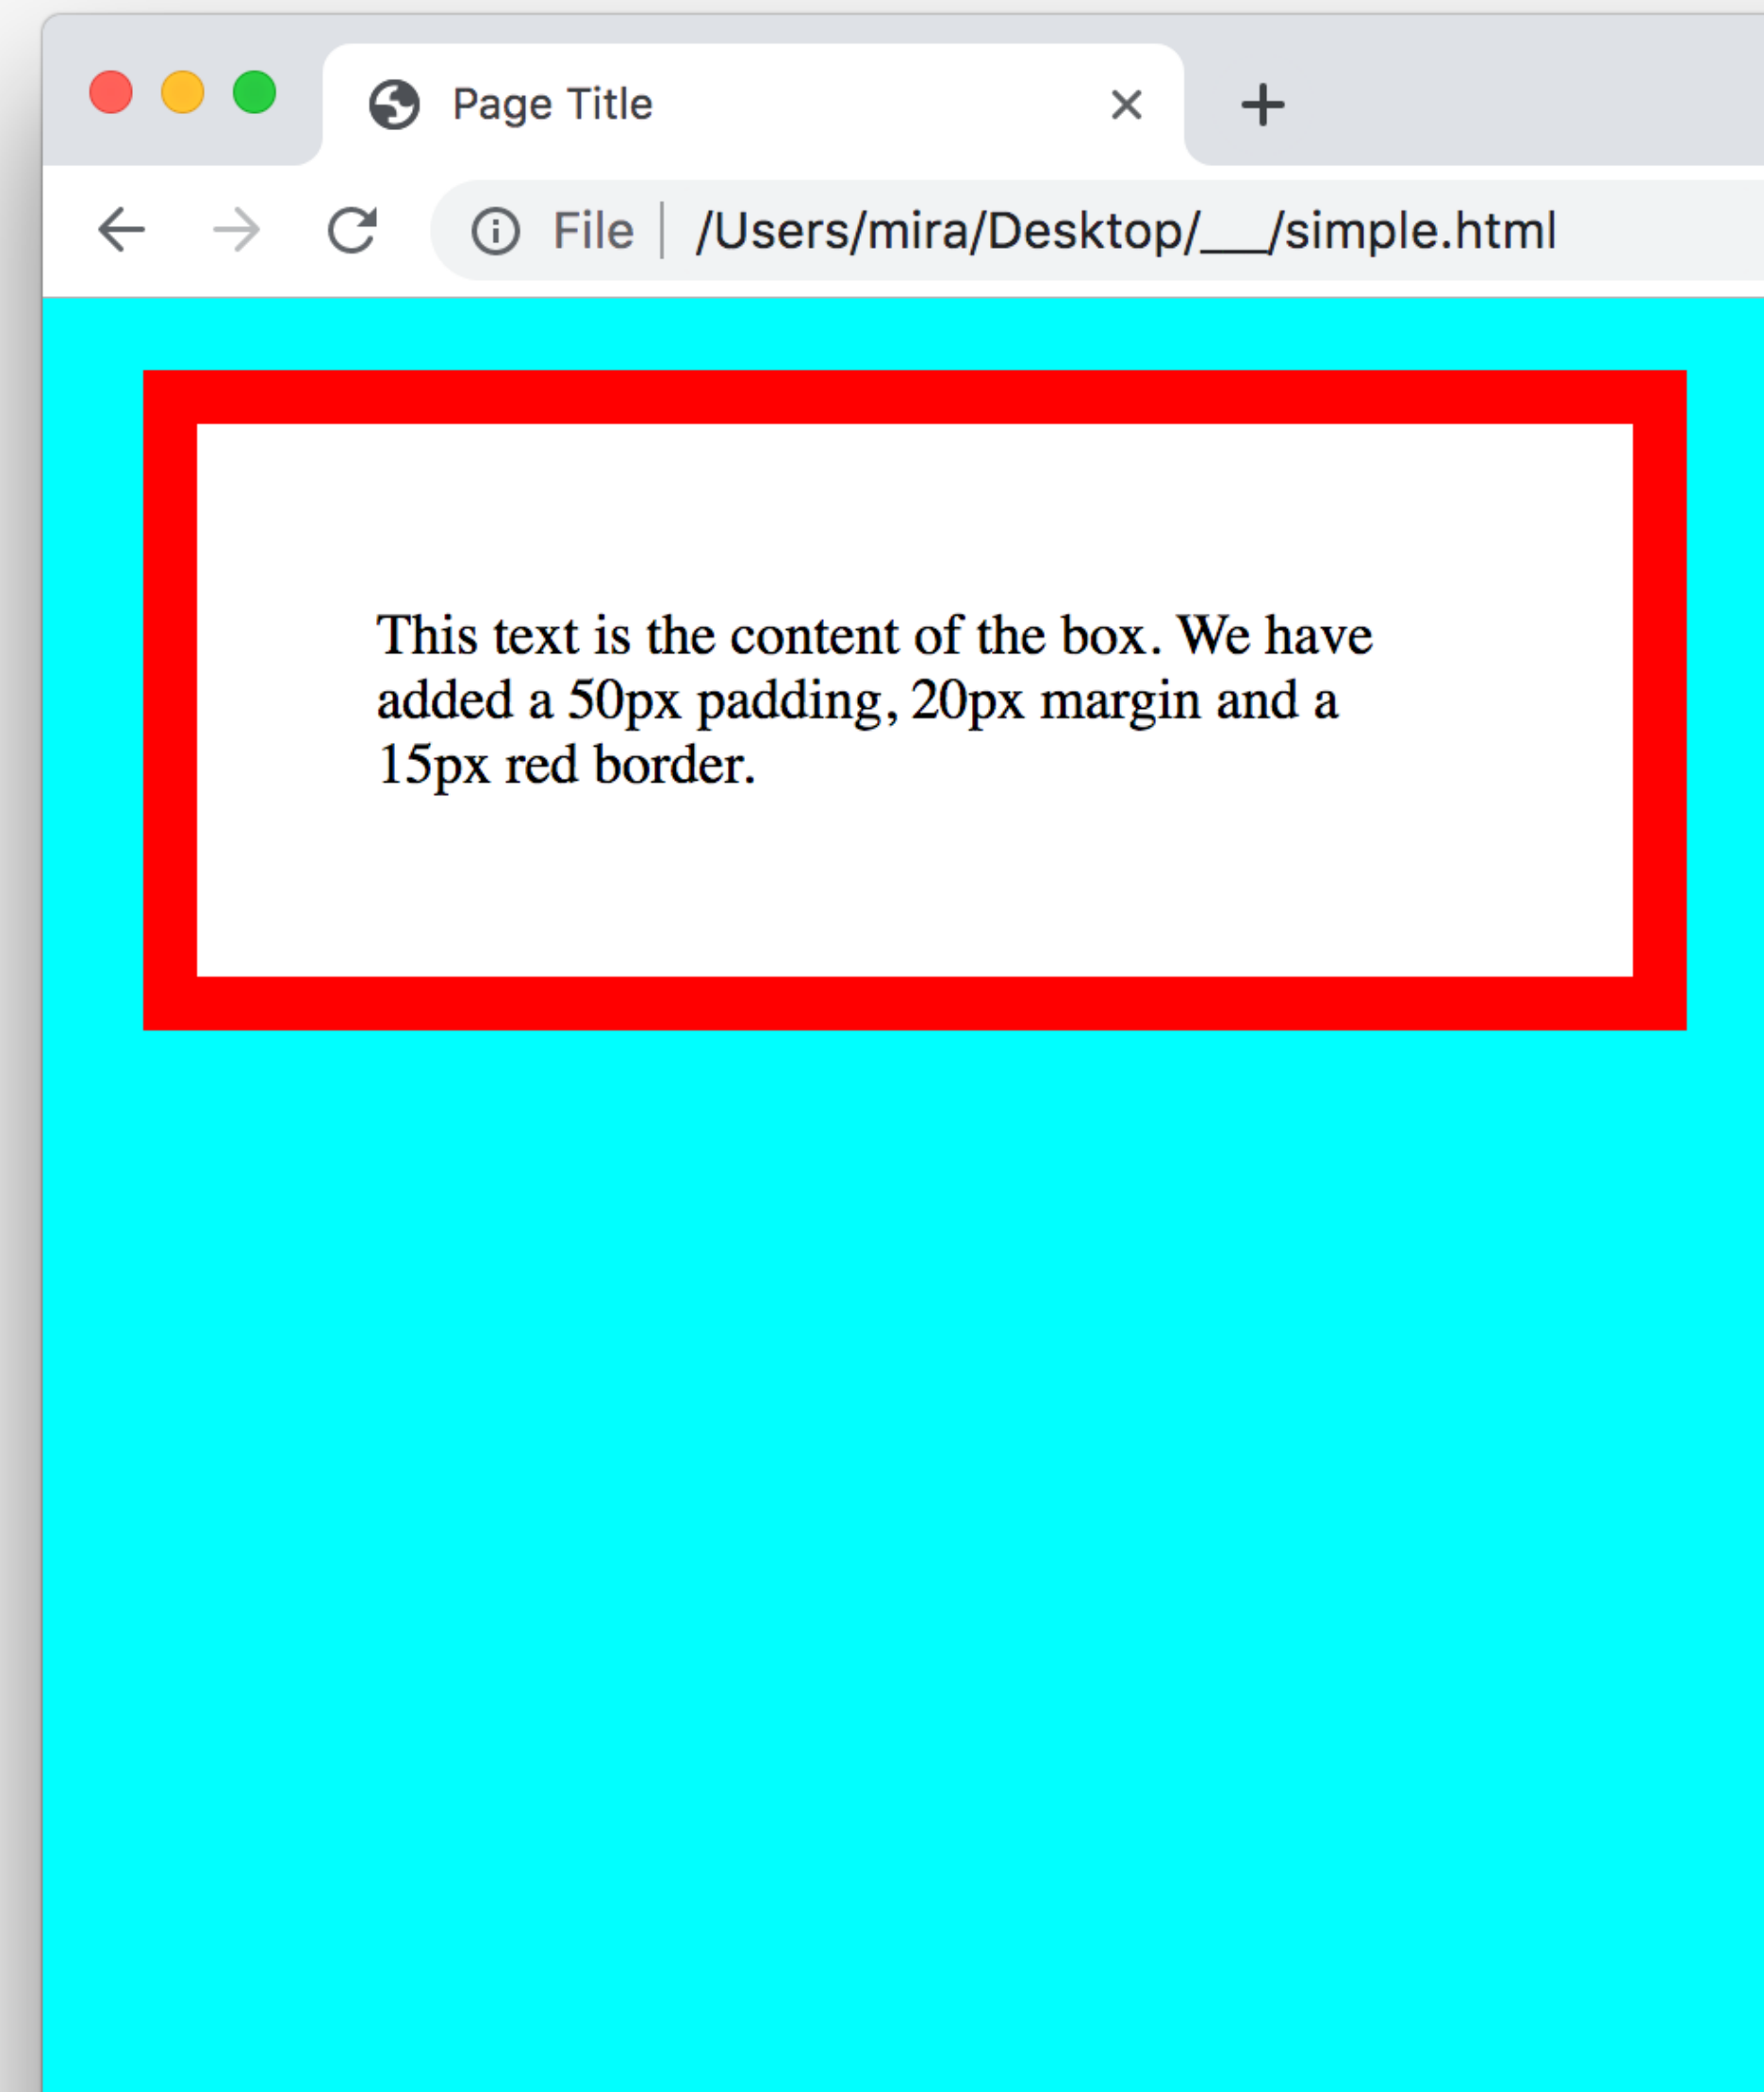 Page Title
File /Users/mira/Desktop/___/simple.html
This text is the content of the box. We have
added a 50px padding, 20px margin and a
15px red border.